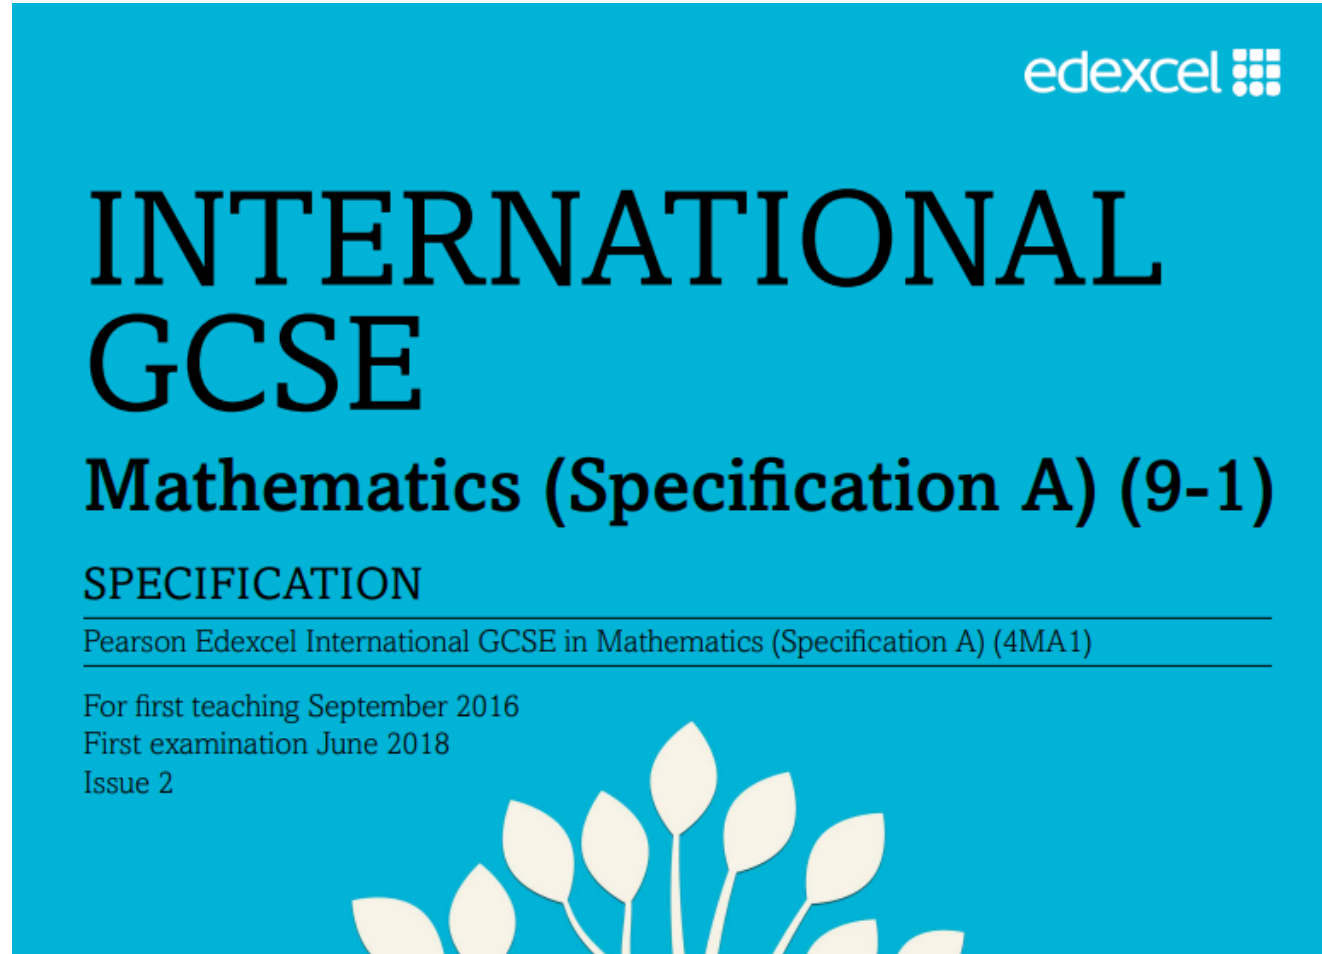 edexcel
INTERNATIONAL
GCSE
Mathematics (Specification A) (9-1)
SPECIFICATION
Pearson Edexcel International GCSE in Mathematics (Specification A) (4MA1)
For first teaching September 2016
First examination June 2018
Issue 2